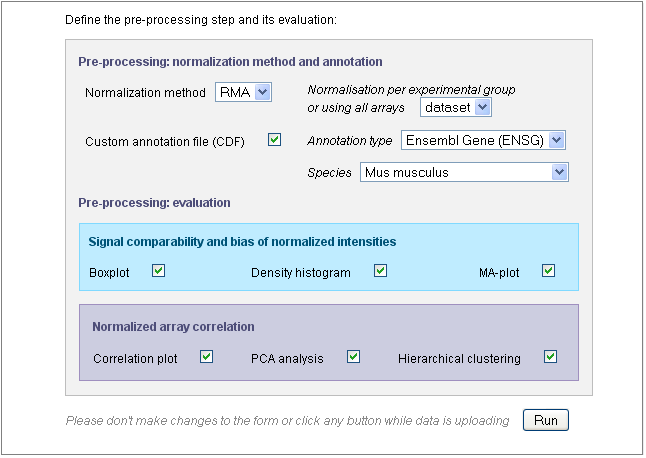 Define the pre-processing step and its evaluation:
Pre-processing: normalization method and annotation
Normalization method RMA Normalisation per experimental group
or using all arrays dataset
Custom annotation file (CDF) Annotation type Ensembl Gene (ENSG)
Species Mus musculus
Pre-processing: evaluation
Signal comparability and bias of normalized intensities
Boxplot Density histogram MA-plot
Normalized array correlation
Correlation plot PCA analysis Hierarchical clustering
Please don't make changes to the form or click any button while data is uploading Run